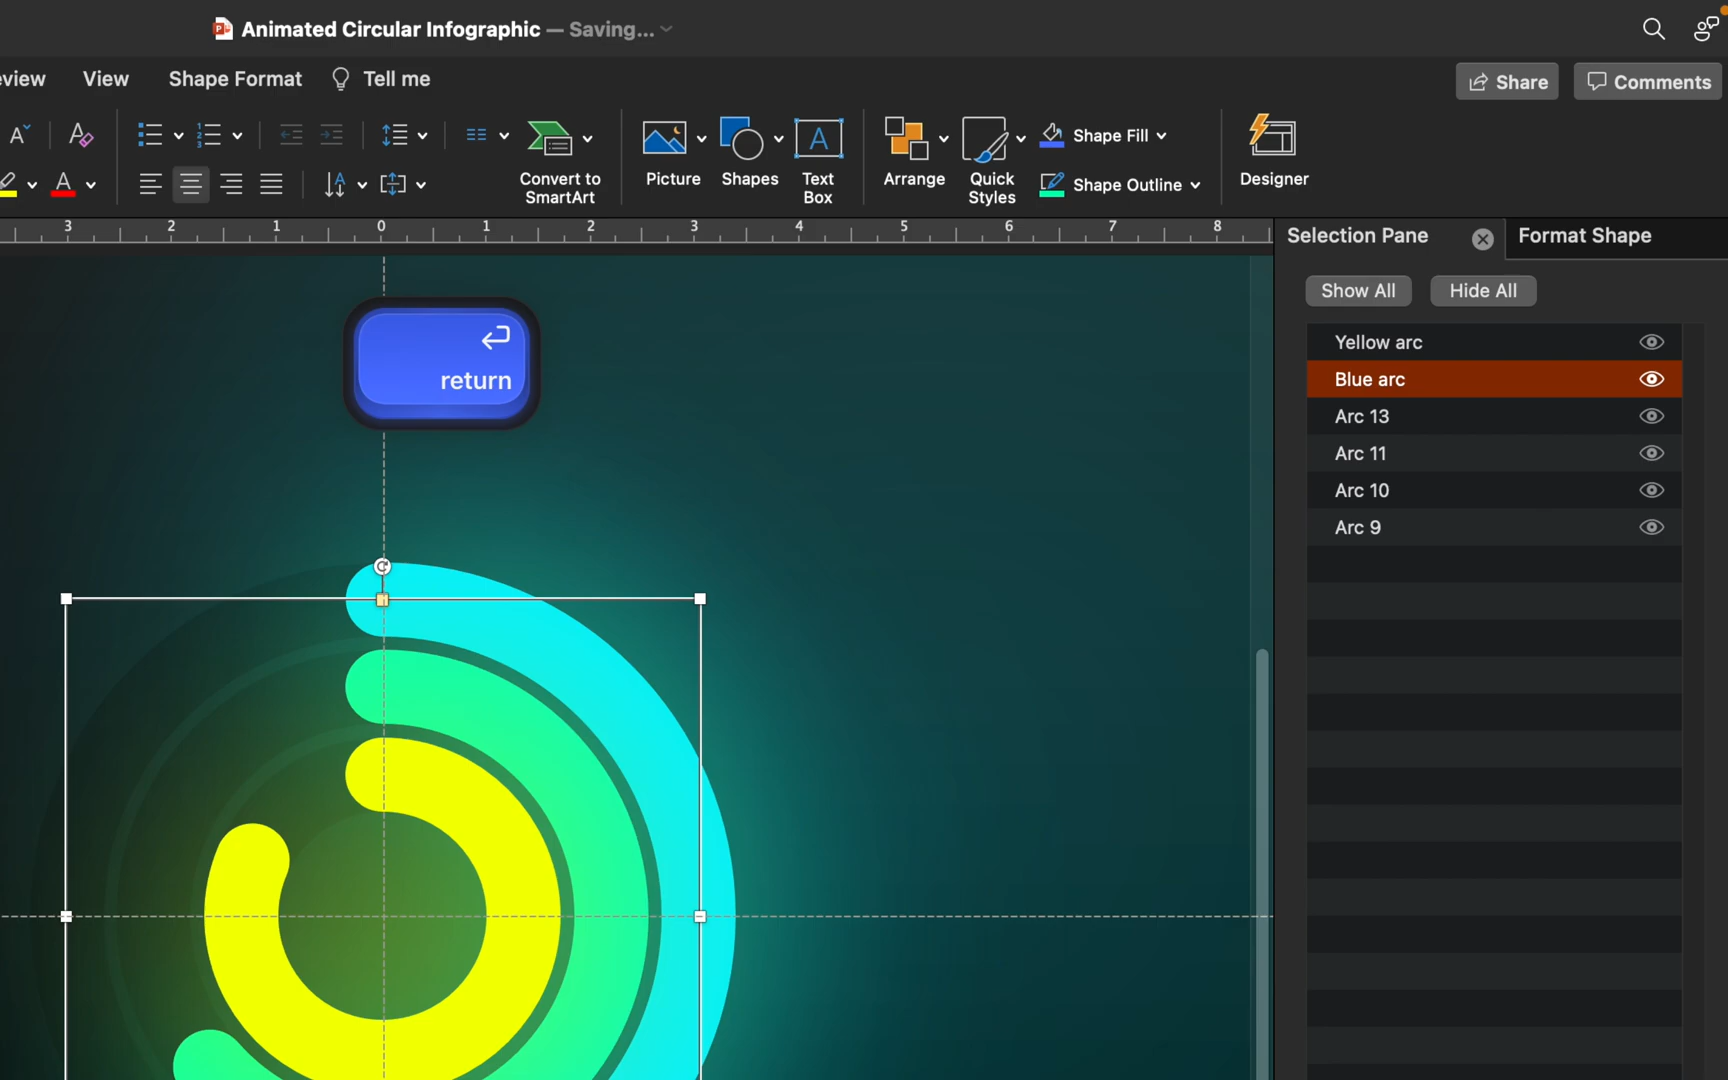 Animated Circular Infographic — Saving...
eview View Shape Format Tell me
Share Comments
Convert to
SmartArt
Picture
Shapes
Text
Box
Arrange
Quick
Styles
Shape Fill
Shape Outline
Designer
3 2 1 0 1 2 3 4 5 6 7 8
Selection Pane Format Shape
Show All Hide All
Yellow arc
Blue arc
Arc 13
Arc 11
Arc 10
Arc 9
return